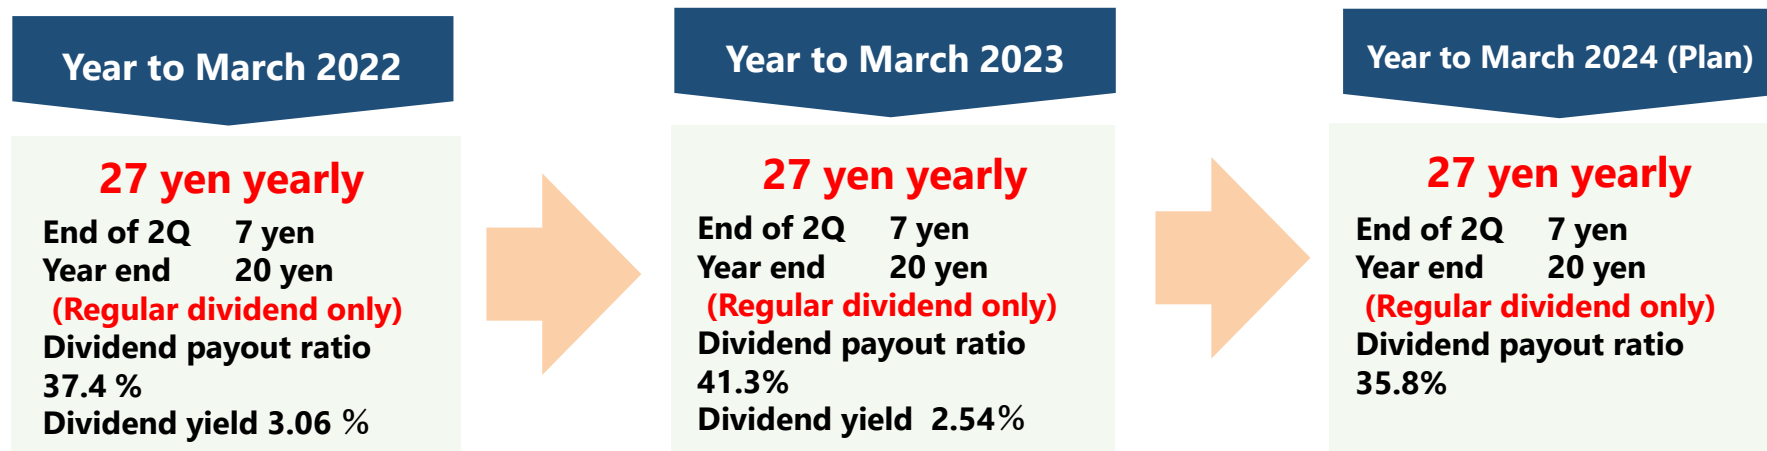 Year to March 2022
27 yen yearly
End of 2Q 7 yen
Year end 20 yen
(Regular dividend only)
Dividend payout ratio
37.4 %
Dividend yield 3.06 %
Year to March 2023
27 yen yearly
End of 2Q 7 yen
Year end 20 yen
(Regular dividend only)
Dividend payout ratio
41.3%
Dividend yield 2.54%
Year to March 2024 (Plan)
27 yen yearly
End of 2Q 7 yen
Year end 20 yen
(Regular dividend only)
Dividend payout ratio
35.8%